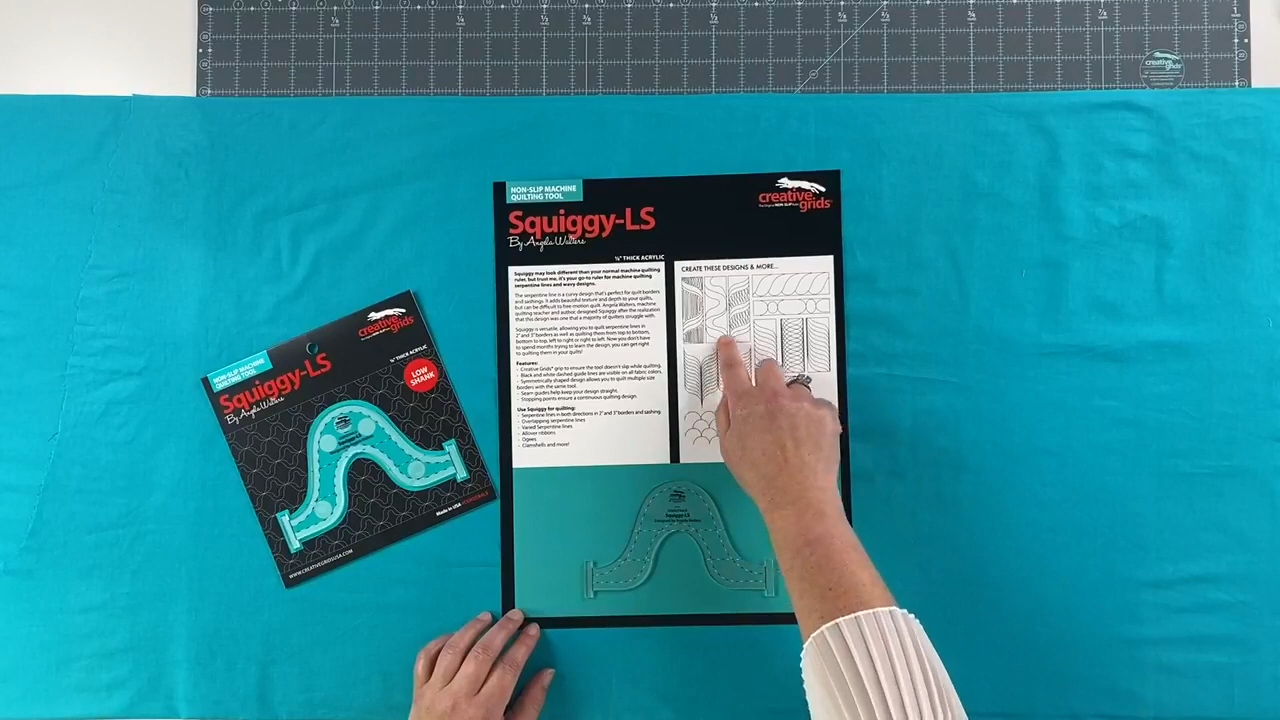 creative grids
NON-SLIP MACHINE
QUILTING TOOL
creative
grids
Squiggy-LS
By Angela Walters
¼" THICK ACRYLIC
Squiggy may look different than your normal machine quilting
ruler, but trust me, it's your go-to ruler for machine quilting
serpentine lines and wavy designs.
The serpentine line is a curvy design that's perfect for quilt borders
and sashings. It adds beautiful texture and depth to your quilts,
but can be difficult to free-motion quilt. Angela Walters, machine
quilting teacher and author, designed Squiggy after the realization
that this design was one that a majority of quilters struggle with.
Squiggy is versatile, allowing you to quilt serpentine lines in
2" and 3" borders as well as quilting them from top to bottom,
bottom to top, left to right or right to left. Now you don't have
to spend months trying to learn the design, you can get right
to quilting them in your quilts!
Features:
- Creative Grids® grip to ensure the tool doesn't slip while quilting.
- Black and white dashed guide lines are visible on all fabric colors.
- Symmetrically shaped design allows you to quilt multiple size
borders with the same tool.
- Seam guides help keep your design straight.
- Stopping points ensure a continuous quilting design.
Use Squiggy for quilting:
- Serpentine lines in both directions in 2" and 3" borders and sashing
- Overlapping serpentine lines
- Varied Serpentine lines
- Allover ribbons
- Ogees
- Clamshells and more!
CREATE THESE DESIGNS & MORE...
Squiggy-LS
Designed by Angela Walters
creative
grids
NON-SLIP MACHINE
QUILTING TOOL
¼" THICK ACRYLIC
Squiggy-LS
By Angela Walters
LOW
SHANK
Made in USA
WWW.CREATIVEGRIDSUSA.COM